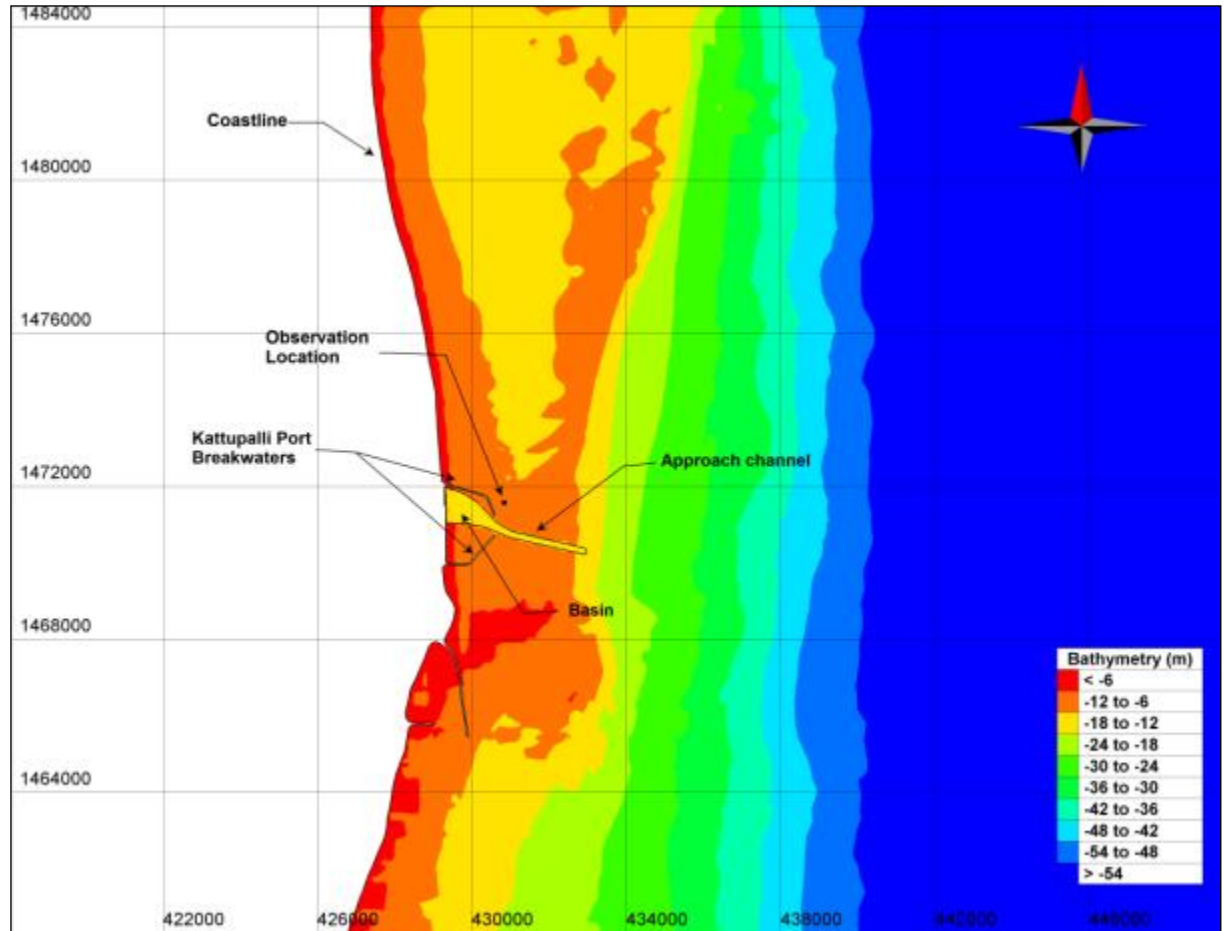 1484000
Coastline
1480000
1476000
Observation
Location
Kattupalli Port
Breakwaters
1472000
Approach channel
Basin
1468000
1464000
Bathymetry (m)
< -6
-12 to -6
-18 to -12
-24 to -18
-30 to -24
-36 to -30
-42 to -36
-48 to -42
-54 to -48
> -54
422000
426000
430000
434000
438000
442000